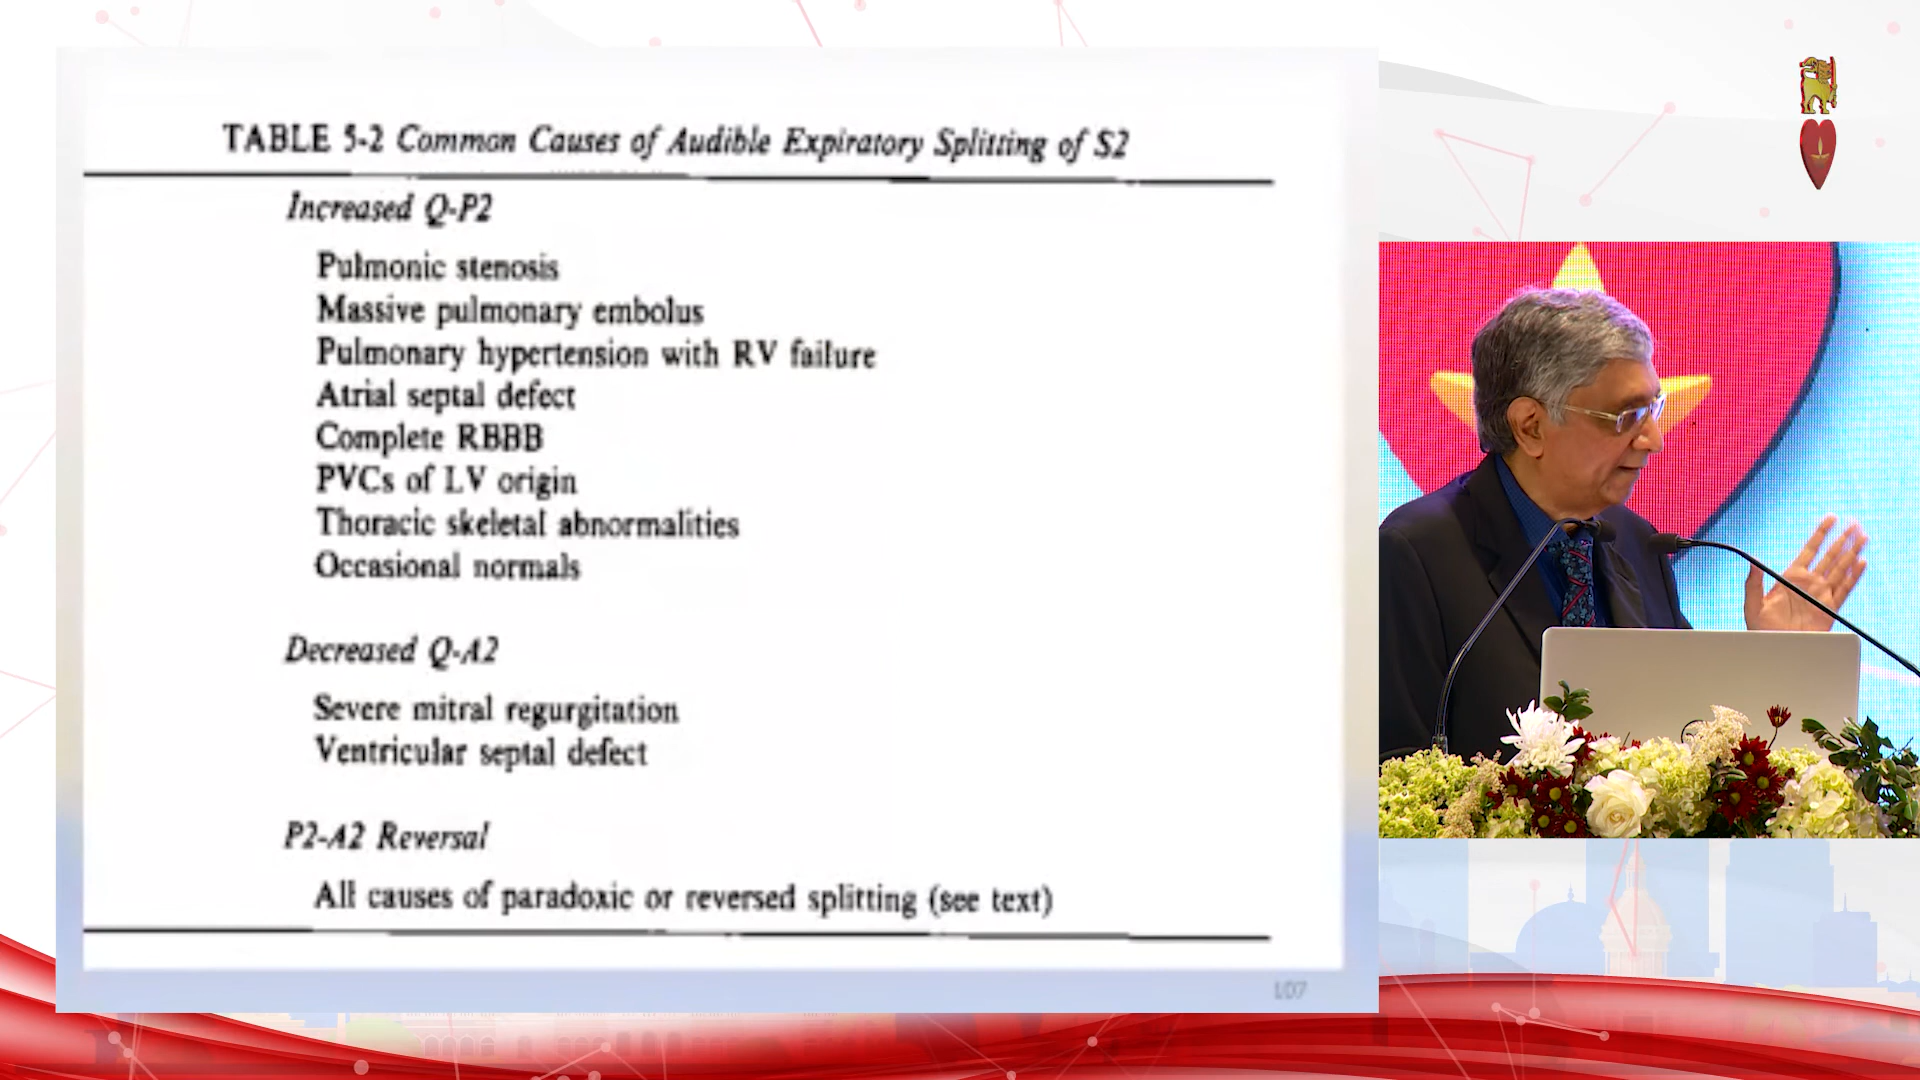 TABLE 5-2 Common Causes of Audible Expiratory Splitting of S2
Increased Q-P2
Pulmonic stenosis
Massive pulmonary embolus
Pulmonary hypertension with RV failure
Atrial septal defect
Complete RBBB
PVCs of LV origin
Thoracic skeletal abnormalities
Occasional normals
Decreased Q-A2
Severe mitral regurgitation
Ventricular septal defect
P2-A2 Reversal
All causes of paradoxic or reversed splitting (see text)
107